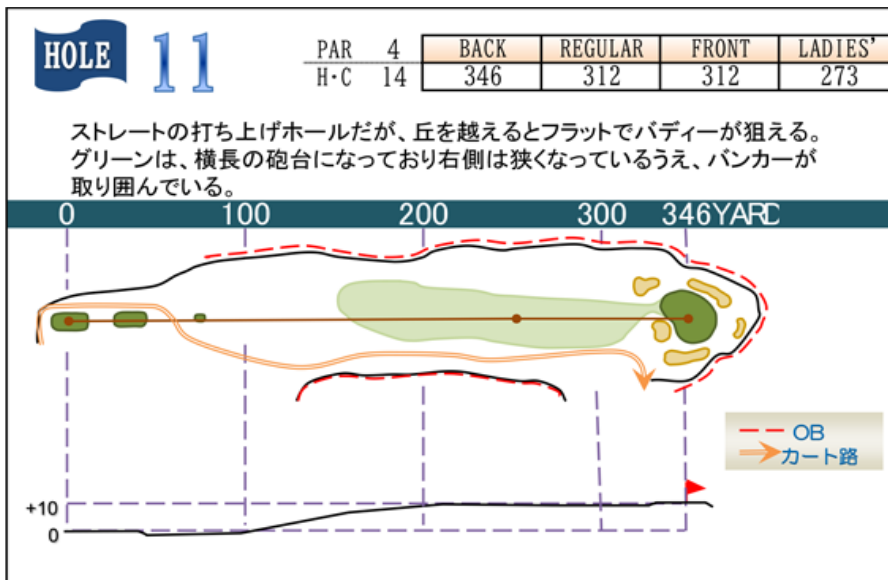 HOLE 11
PAR 4 BACK REGULAR FRONT LADIES'
H・C 14 346 312 312 273
ストレートの打ち上げホールだが、丘を越えるとフラットでバディーが狙える。
グリーンは、横長の砲台になっており右側は狭くなっているうえ、バンカーが
取り囲んでいる。
0 100 200 300 346YARD
OB
カート路
+10
0